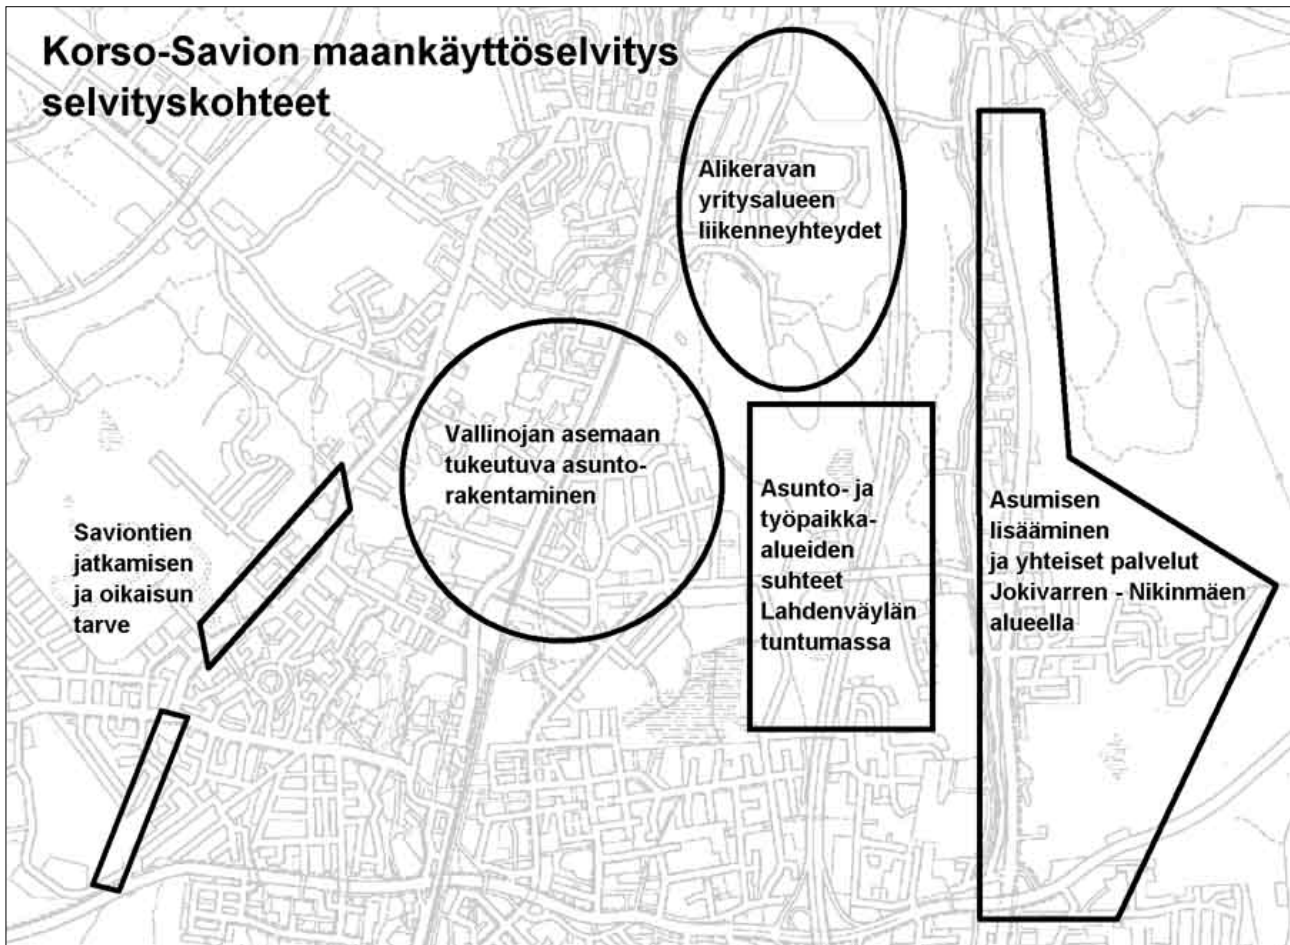 Korso-Savion maankäyttöselvitys
selvityskohteet
Alikeravan
yritysalueen
liikenneyhteydet
Vallinojan asemaan
tukeutuva asunto-
rakentaminen
Saviontien
jatkamisen
ja oikaisun
tarve
Asunto- ja
työpaikka-
alueiden
suhteet
Lahdenväylän
tuntumassa
Asumisen
lisääminen
ja yhteiset palvelut
Jokivarren - Nikinmäen
alueella